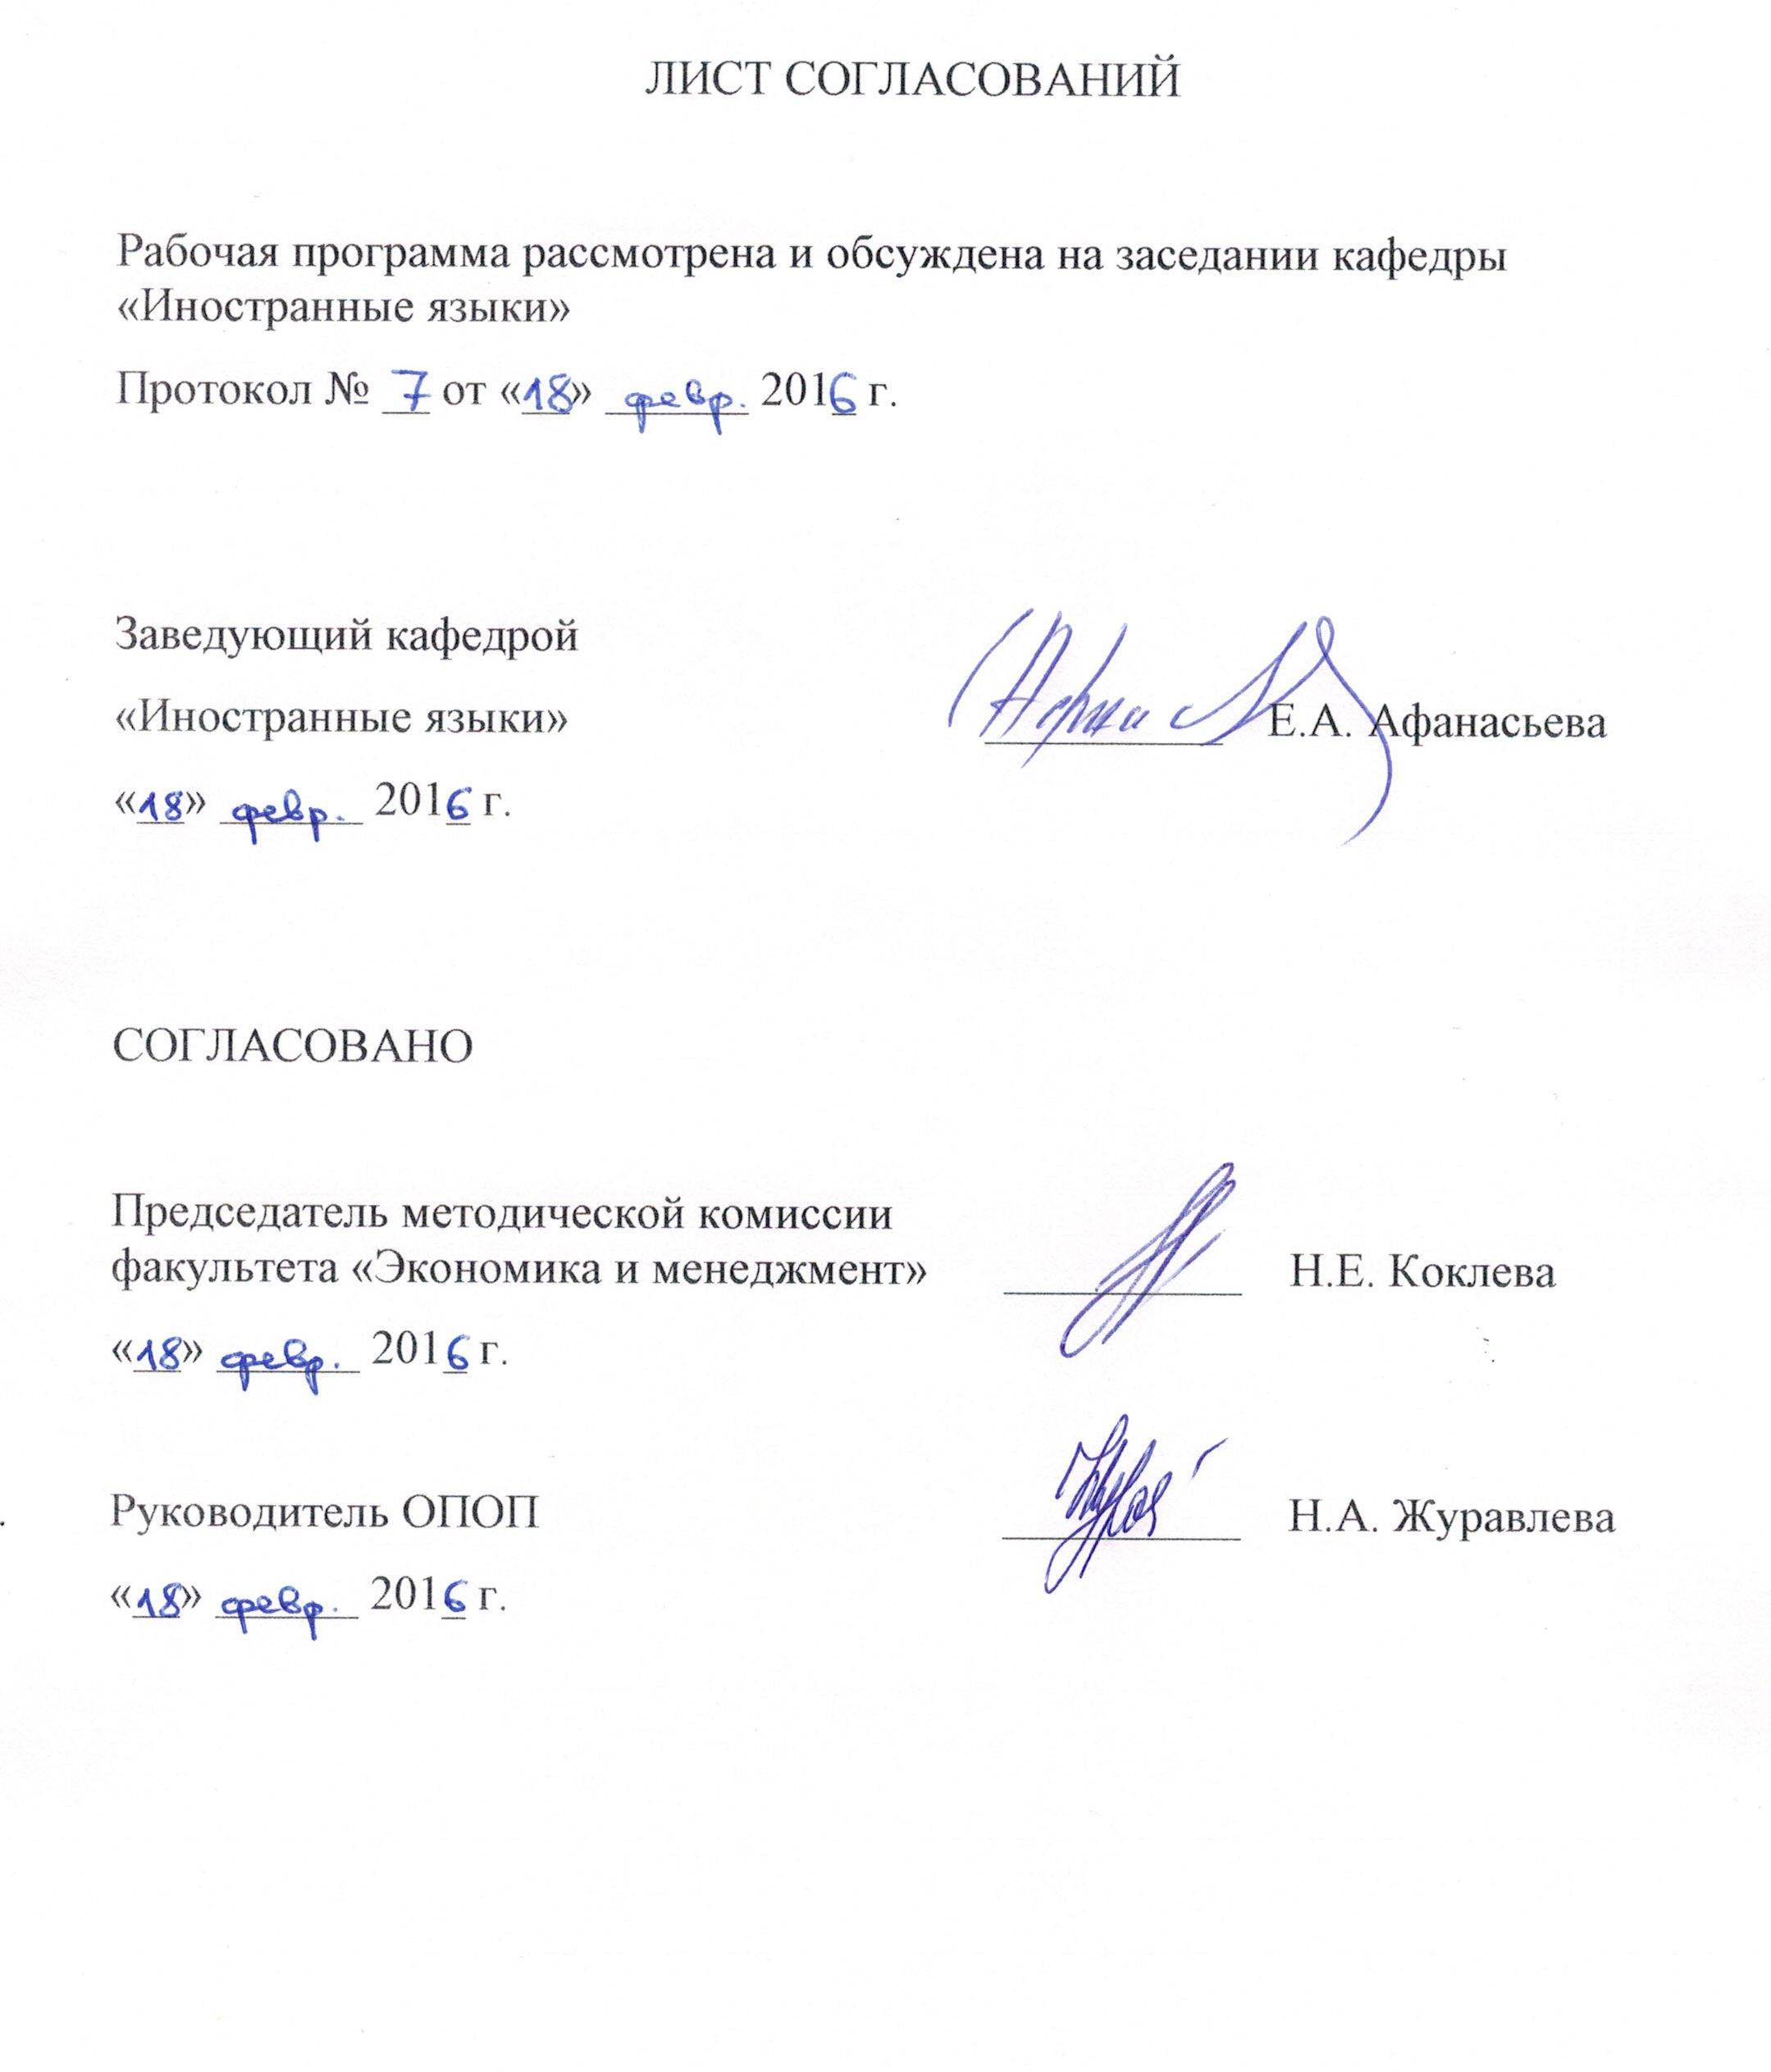 ЛИСТ СОГЛАСОВАНИЙ
Рабочая программа рассмотрена и обсуждена на заседании кафедры
«Иностранные языки»
Протокол № 7 от «18» февр. 2016 г.
Заведующий кафедрой
«Иностранные языки» Е.А. Афанасьева
«18» февр. 2016 г.
СОГЛАСОВАНО
Председатель методической комиссии
факультета «Экономика и менеджмент» Н.Е. Коклева
«18» февр. 2016 г.
Руководитель ОПОП Н.А. Журавлева
«18» февр. 2016 г.